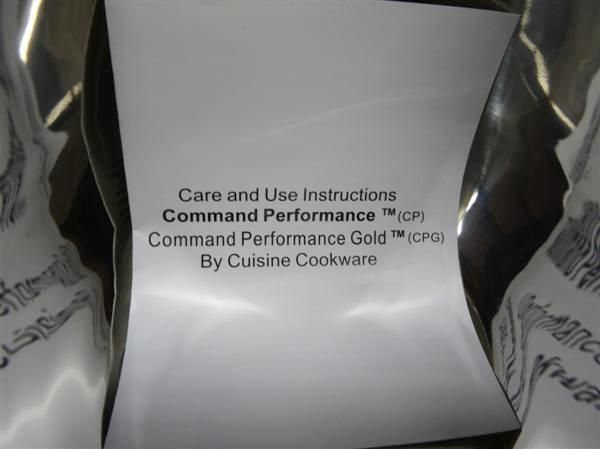 Care and Use Instructions
Command Performance ™(CP)
Command Performance Gold ™(CPG)
By Cuisine Cookware